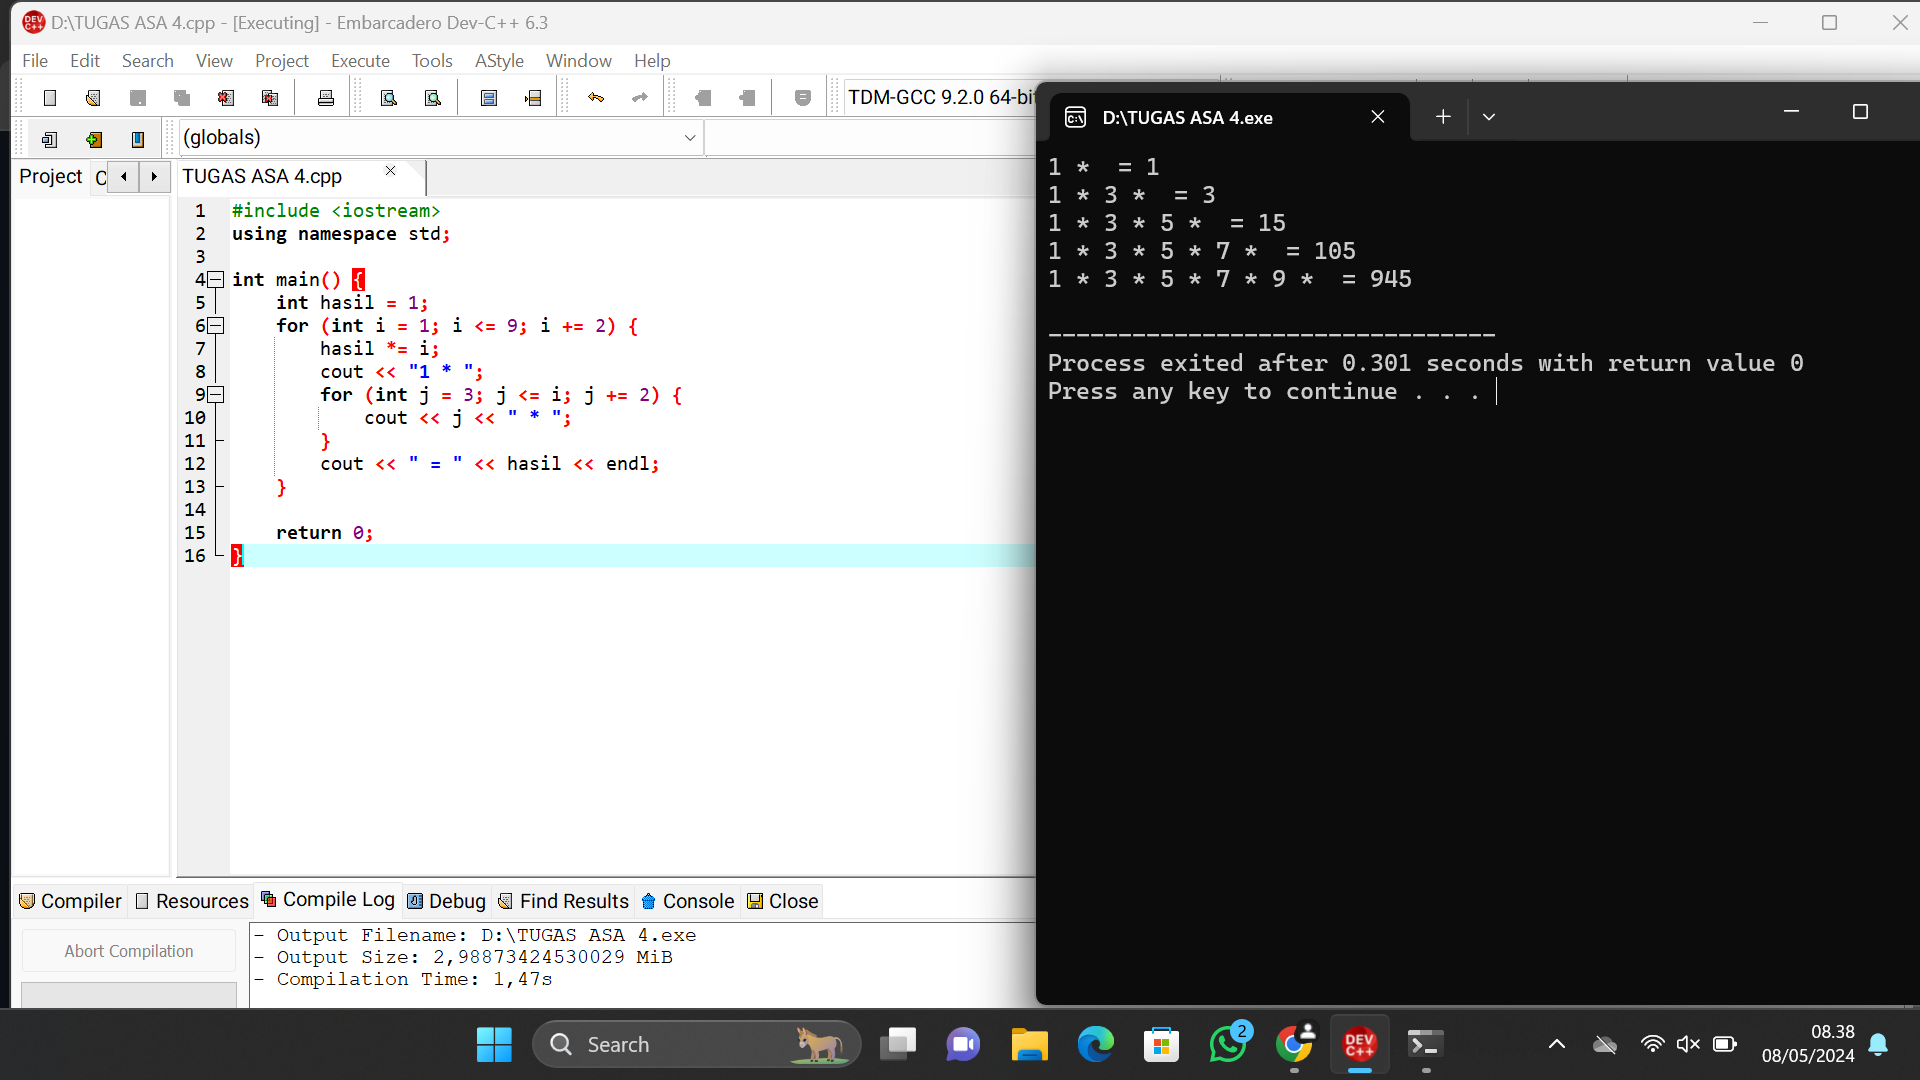 D:\TUGAS ASA 4.cpp - [Executing] - Embarcadero Dev-C++ 6.3
File Edit Search View Project Execute Tools AStyle Window Help
TDM-GCC 9.2.0 64-bi
(globals)
Project
TUGAS ASA 4.cpp
1 #include <iostream>
2 using namespace std;
3
4 int main() {
5 int hasil = 1;
6 for (int i = 1; i <= 9; i += 2) {
7 hasil *= i;
8 cout << "1 * ";
9 for (int j = 3; j <= i; j += 2) {
10 cout << j << " * ";
11 }
12 cout << " = " << hasil << endl;
13 }
14
15 return 0;
16 }
Compiler Resources Compile Log Debug Find Results Console Close
Abort Compilation
- Output Filename: D:\TUGAS ASA 4.exe
- Output Size: 2,98873424530029 MiB
- Compilation Time: 1,47s
D:\TUGAS ASA 4.exe
1 *  = 1
1 * 3 *  = 3
1 * 3 * 5 *  = 15
1 * 3 * 5 * 7 *  = 105
1 * 3 * 5 * 7 * 9 *  = 945
--------------------------------
Process exited after 0.301 seconds with return value 0
Press any key to continue . . .
Search
2
DEV C++
08.38
08/05/2024